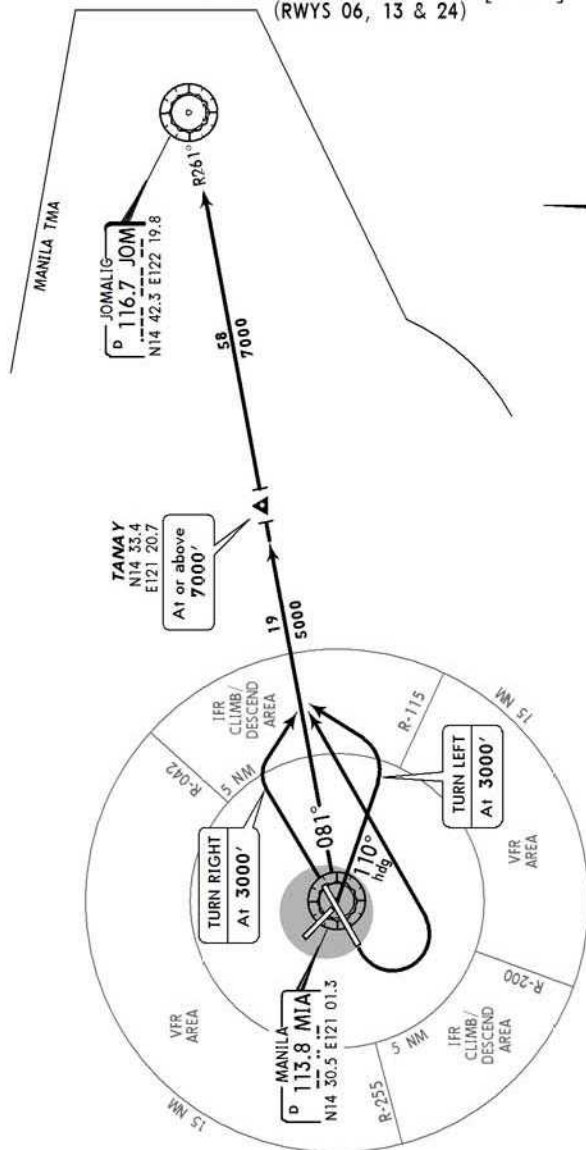 (RWYS 06, 13 & 24)
MANILA TMA
JOMALIG
D 116.7 JOM
N14 42.3 E122 19.8
R261°
58
7000
TANAY
N14 33.4
E121 20.7
At or above
7000'
19
5000
IFR
CLIMB/
DESCEND
AREA
R-042
5 NM
R-115
15 NM
TURN RIGHT
At 3000'
081°
110°
hdg
TURN LEFT
At 3000'
VFR
AREA
VFR
AREA
MANILA
D 113.8 MIA
N14 30.5 E121 01.3
R-200
5 NM
IFR
CLIMB/
DESCEND
AREA
R-255
15 NM